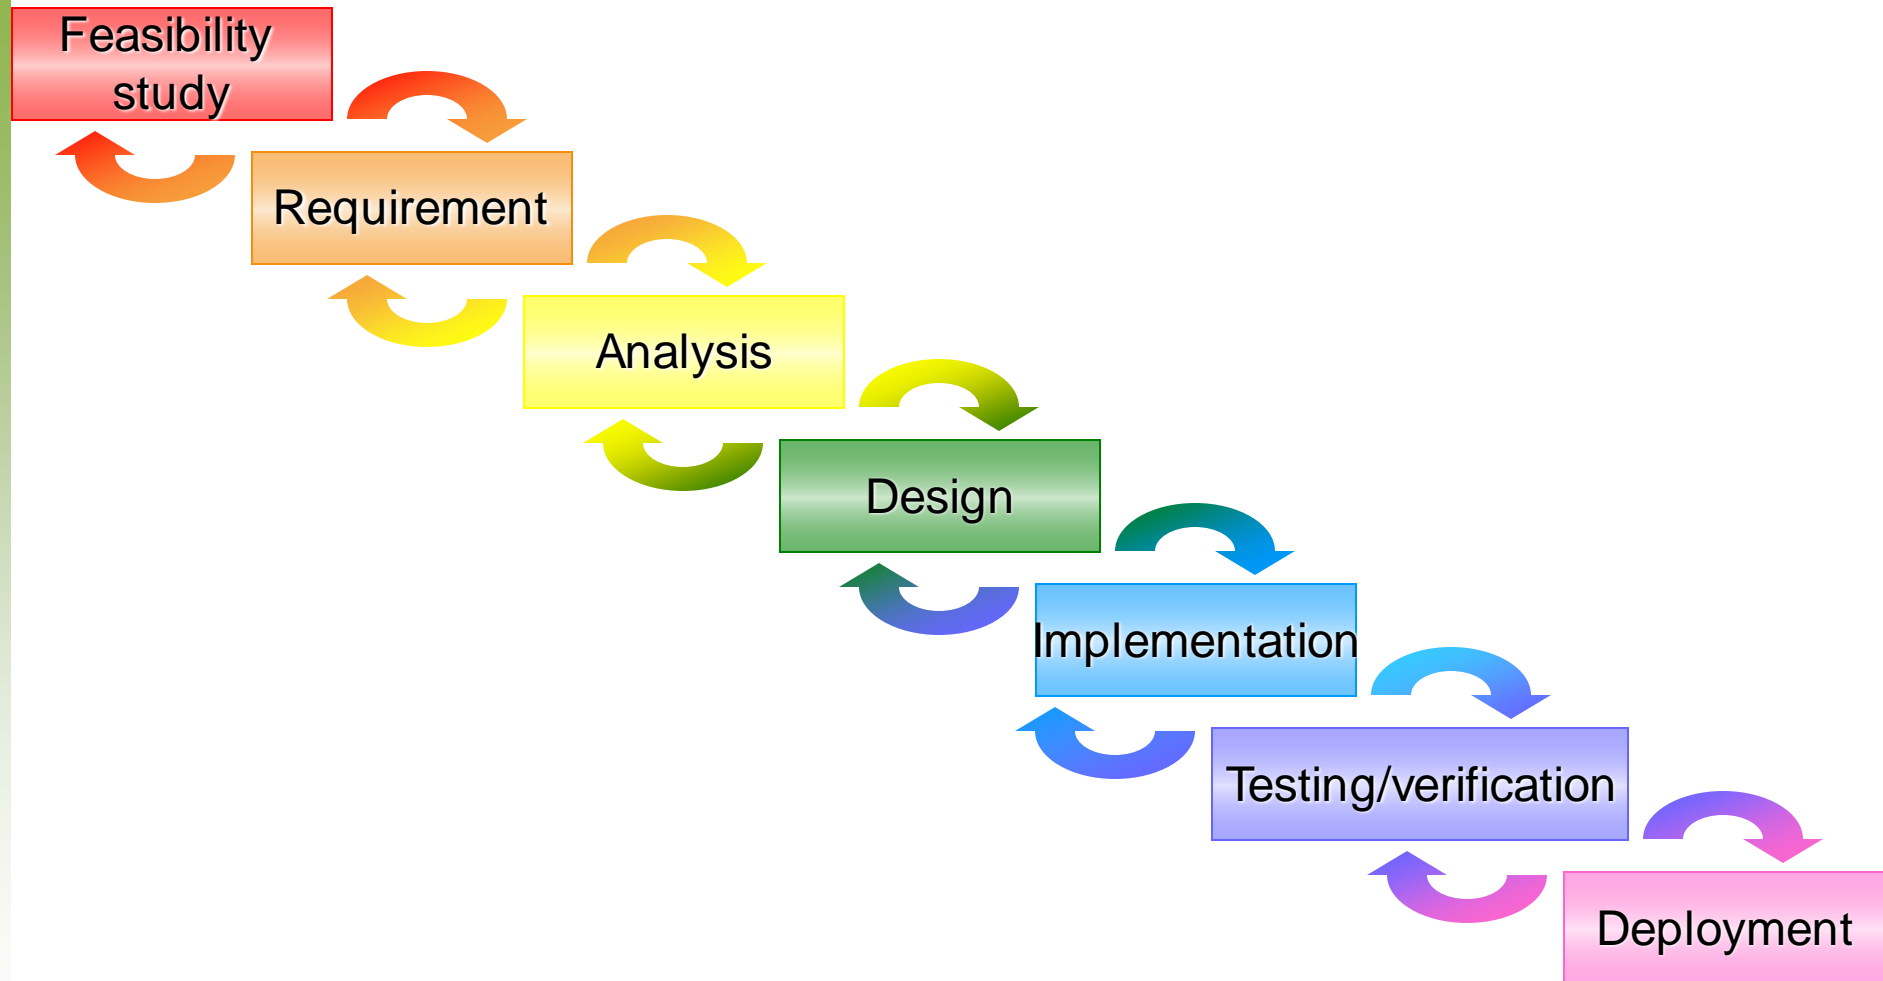 Feasibility
study
Requirement
Analysis
Design
Implementation
Testing/verification
Deployment